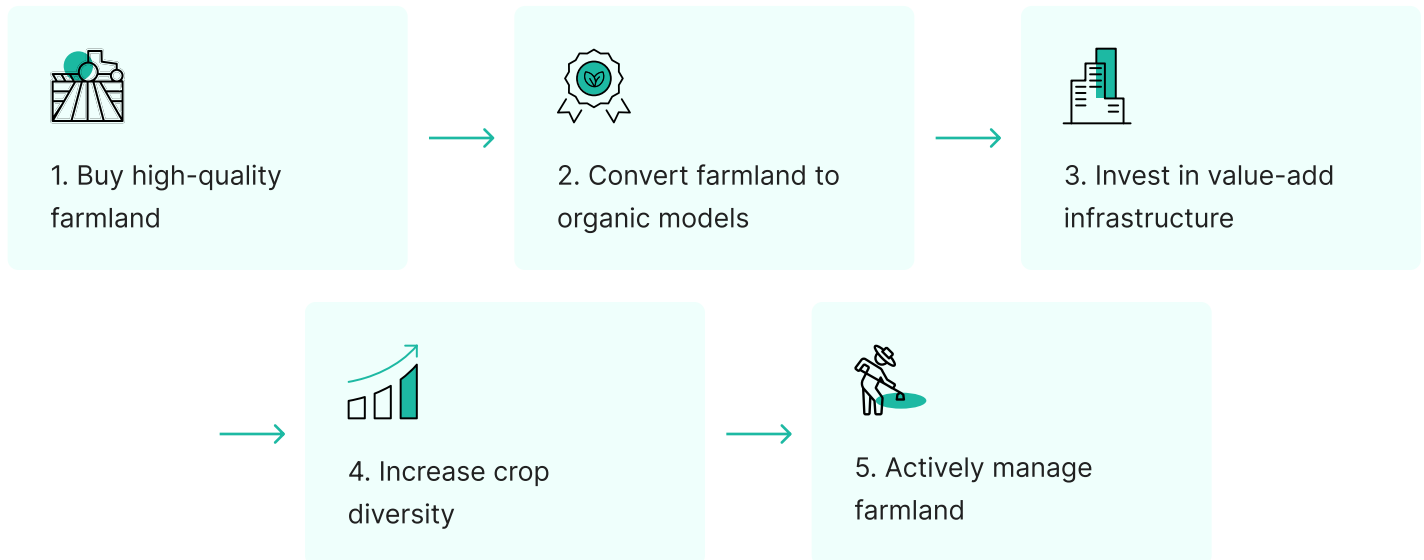 1. Buy high-quality
farmland
2. Convert farmland to
organic models
3. Invest in value-add
infrastructure
4. Increase crop
diversity
5. Actively manage
farmland